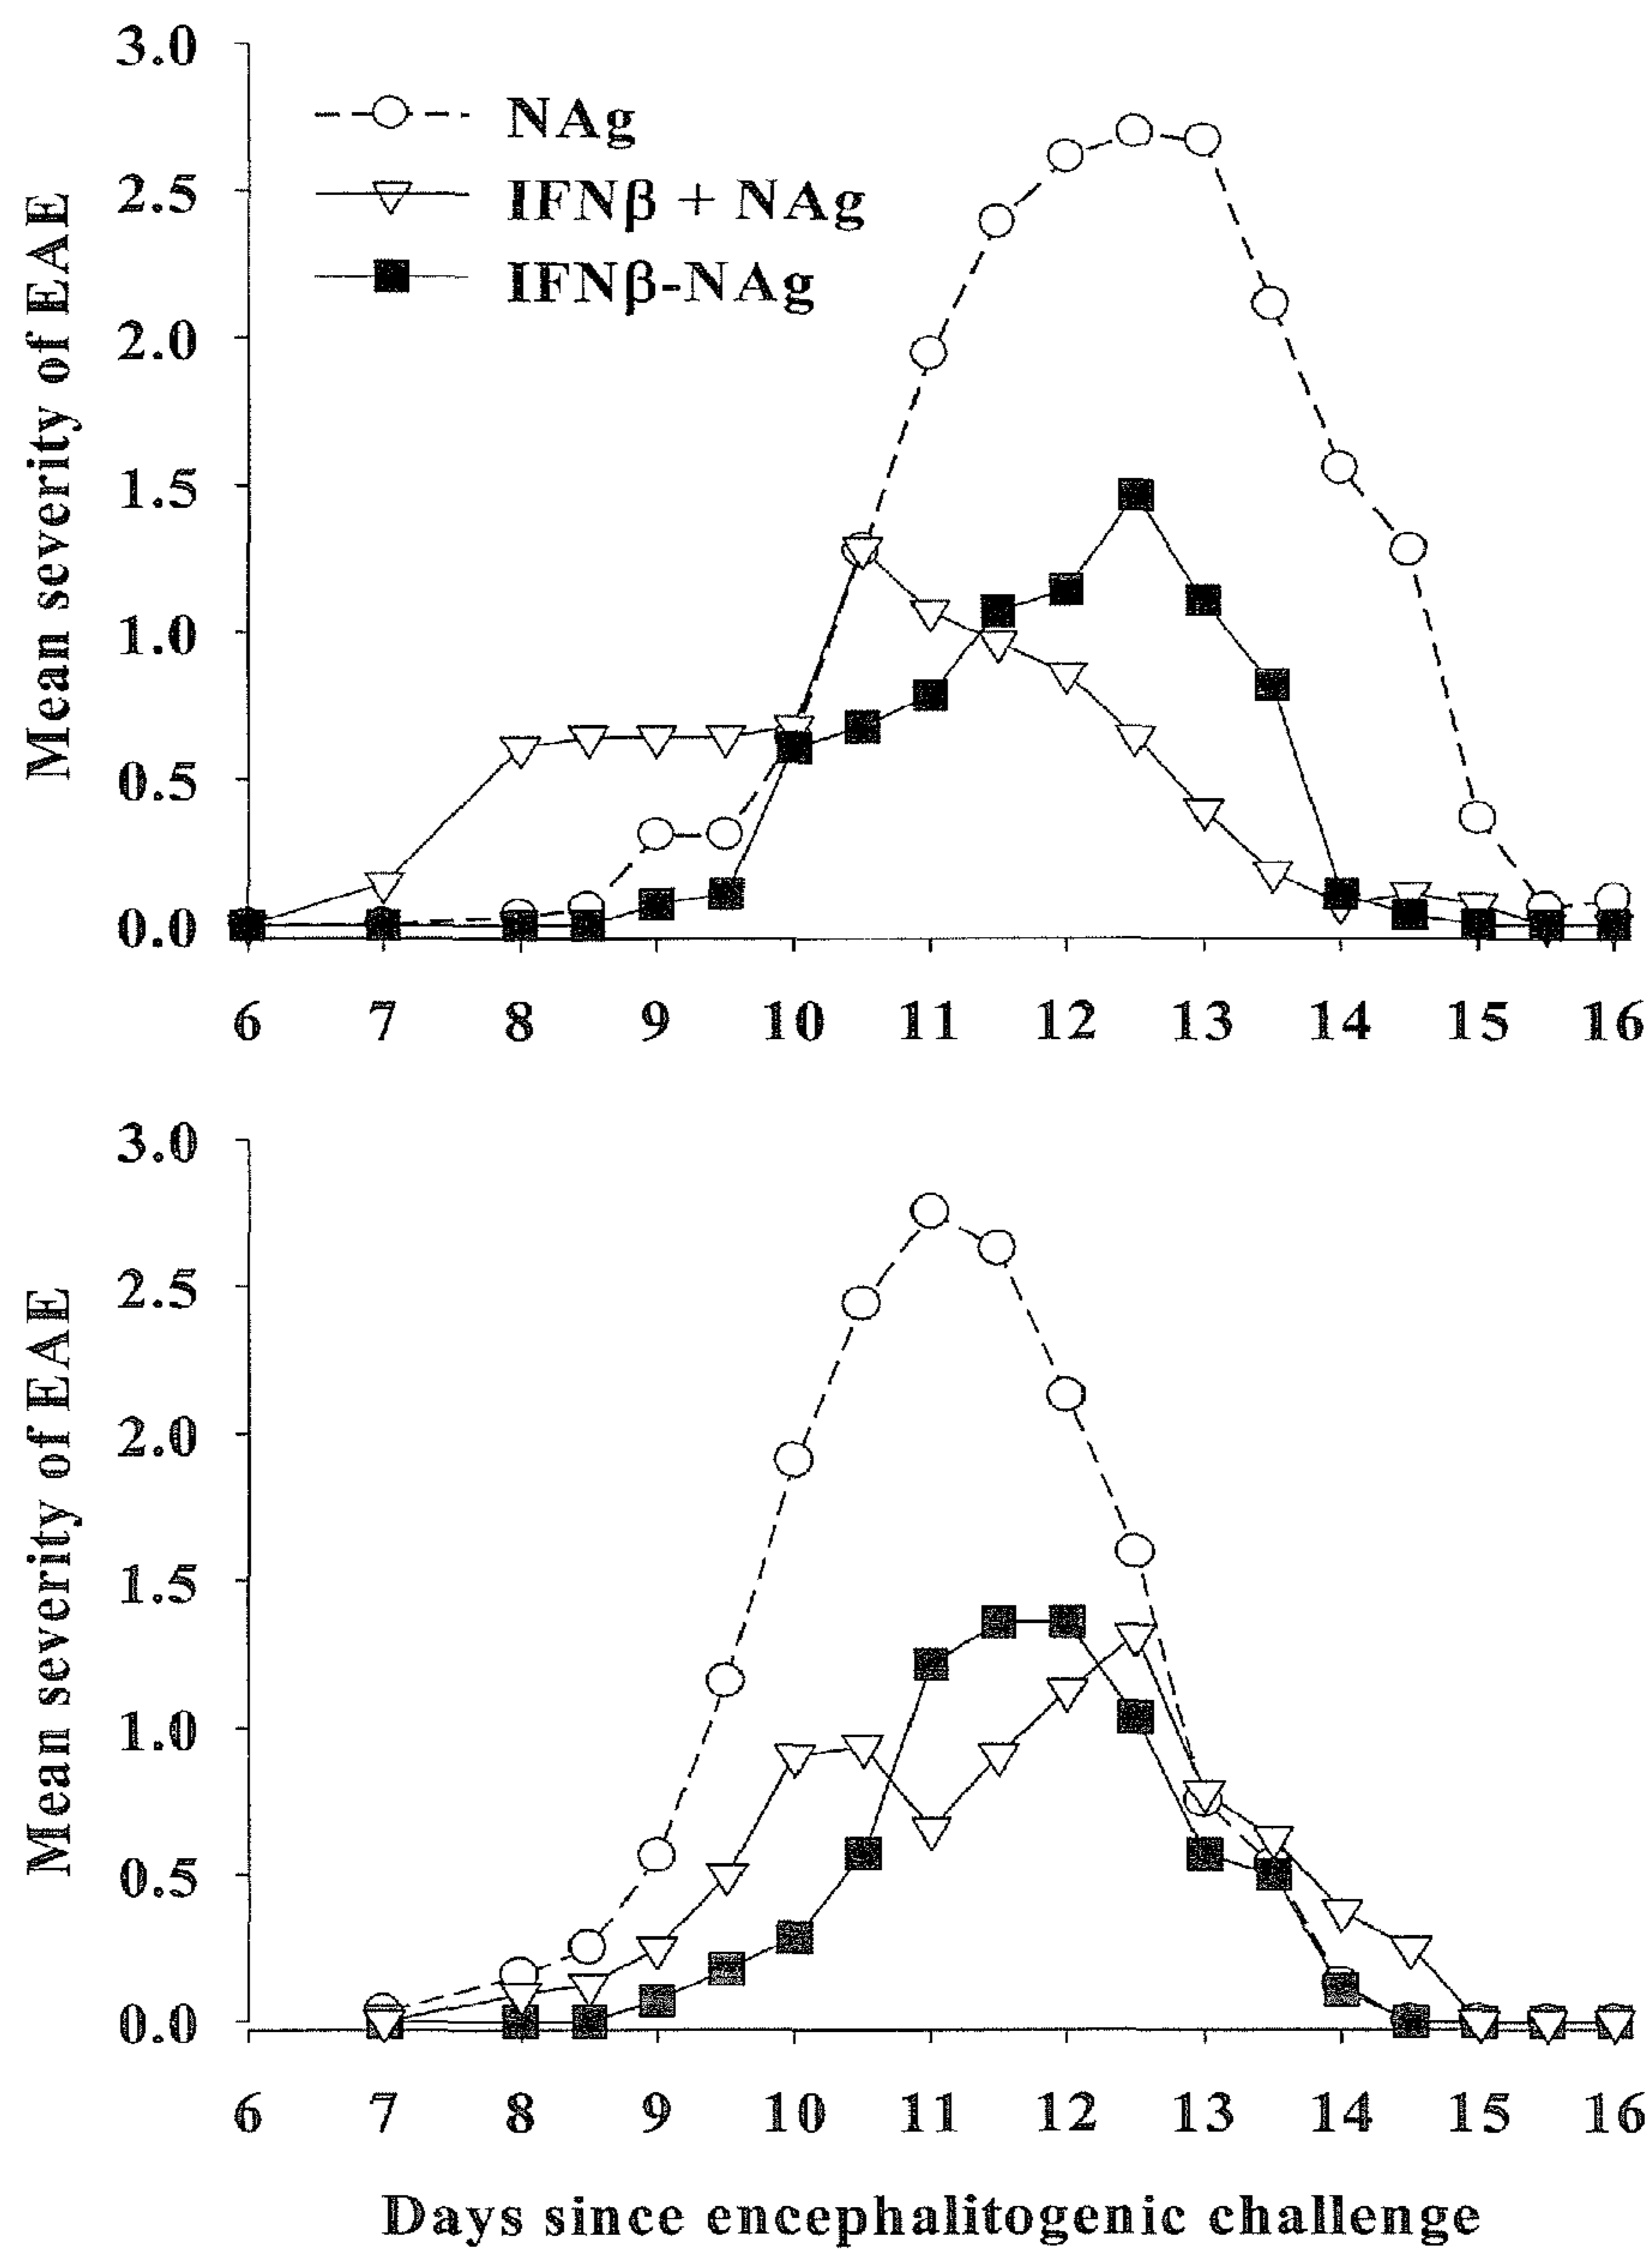 3.0
2.5
2.0
1.5
1.0
0.5
0.0
Mean severity of EAE
NAg
IFNβ + NAg
IFNβ-NAg
6 7 8 9 10 11 12 13 14 15 16
3.0
2.5
2.0
1.5
1.0
0.5
0.0
Mean severity of EAE
6 7 8 9 10 11 12 13 14 15 16
Days since encephalitogenic challenge